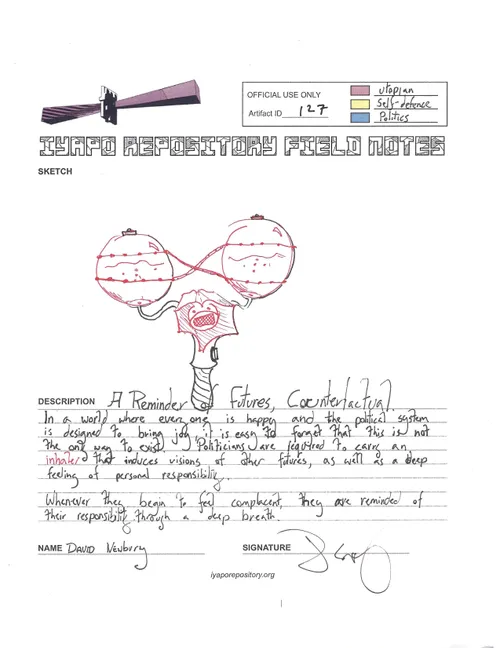 OFFICIAL USE ONLY
Artifact ID 127
utopian
Self-defence
Politics
IYAPO REPOSITORY FIELD NOTES
SKETCH
DESCRIPTION A Reminder of Futures, Counterfactual
In a world where everyone is happy and the political system
is designed to bring joy, it is easy to forget that this is not
the only way to exist. Politicians are required to carry an
inhaler that induces visions of other futures, as well as a deep
feeling of personal responsibility.
Whenever they begin to feel complacent, they are reminded of
their responsibility through a deep breath.
NAME David Newbury
SIGNATURE
iyaporepository.org